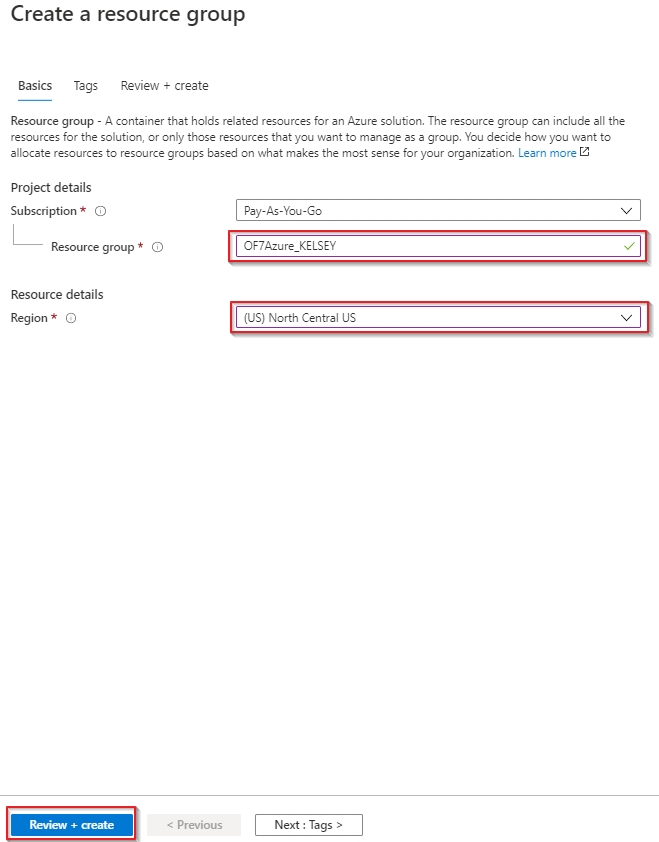 Create a resource group
Basics Tags Review + create
Resource group - A container that holds related resources for an Azure solution. The resource group can include all the
resources for the solution, or only those resources that you want to manage as a group. You decide how you want to
allocate resources to resource groups based on what makes the most sense for your organization. Learn more
Project details
Subscription * Pay-As-You-Go
Resource group * OF7Azure_KELSEY
Resource details
Region * (US) North Central US
Review + create < Previous Next : Tags >